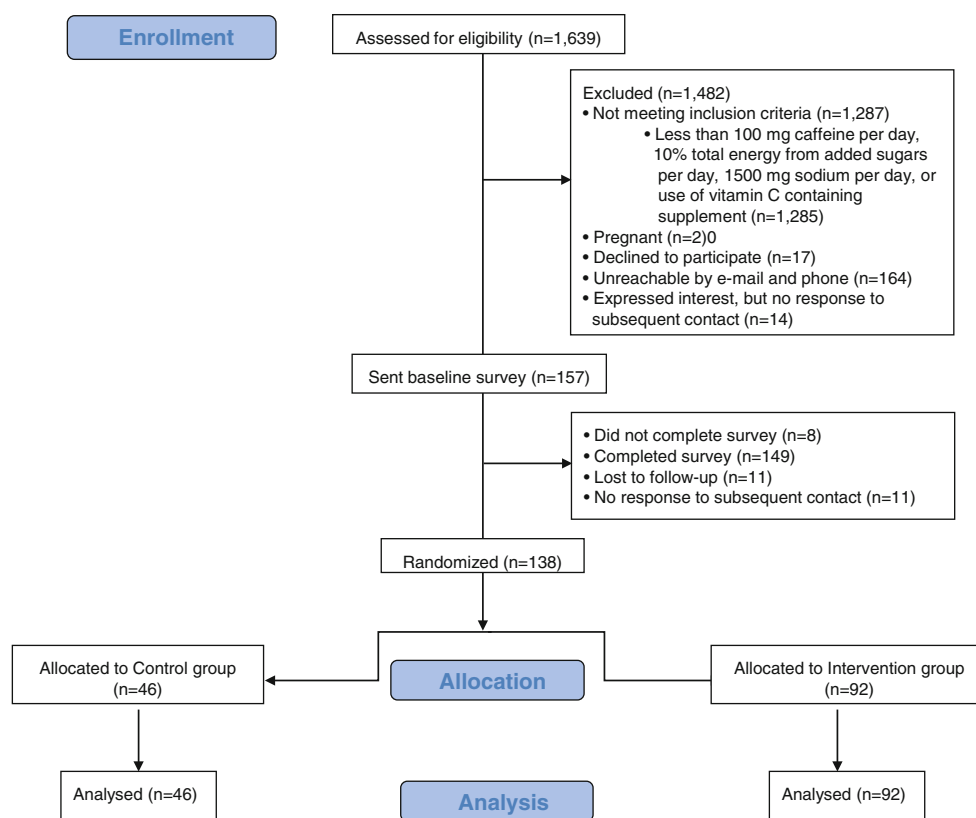 Enrollment
Assessed for eligibility (n=1,639)
Excluded (n=1,482)
• Not meeting inclusion criteria (n=1,287)
• Less than 100 mg caffeine per day,
10% total energy from added sugars
per day, 1500 mg sodium per day, or
use of vitamin C containing
supplement (n=1,285)
• Pregnant (n=2)0
• Declined to participate (n=17)
• Unreachable by e-mail and phone (n=164)
• Expressed interest, but no response to
subsequent contact (n=14)
Sent baseline survey (n=157)
• Did not complete survey (n=8)
• Completed survey (n=149)
• Lost to follow-up (n=11)
• No response to subsequent contact (n=11)
Randomized (n=138)
Allocated to Control group
(n=46)
Allocation
Allocated to Intervention group
(n=92)
Analysed (n=46)
Analysis
Analysed (n=92)